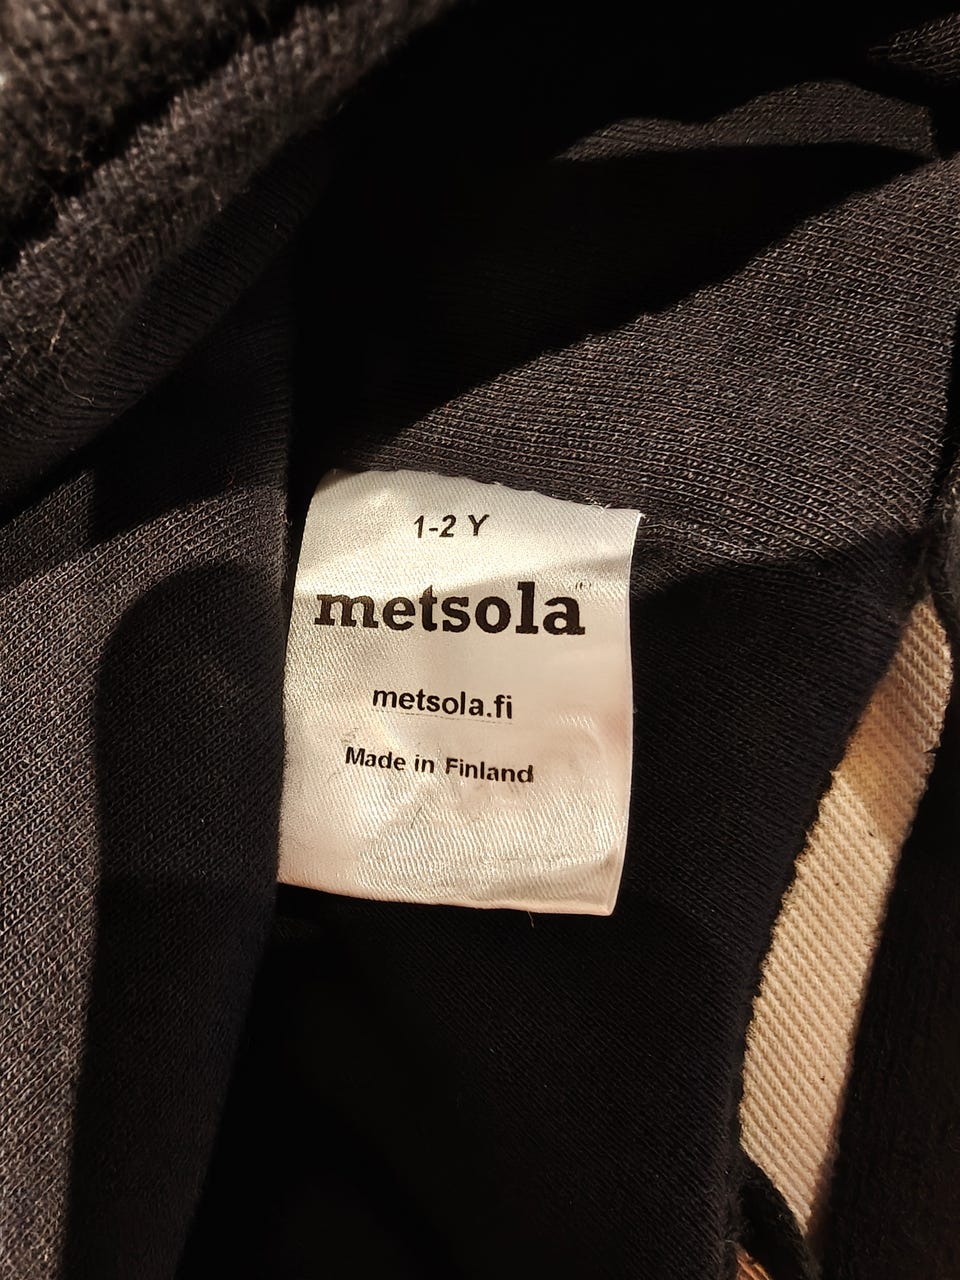 1-2 Y
metsola
metsola.fi
Made in Finland